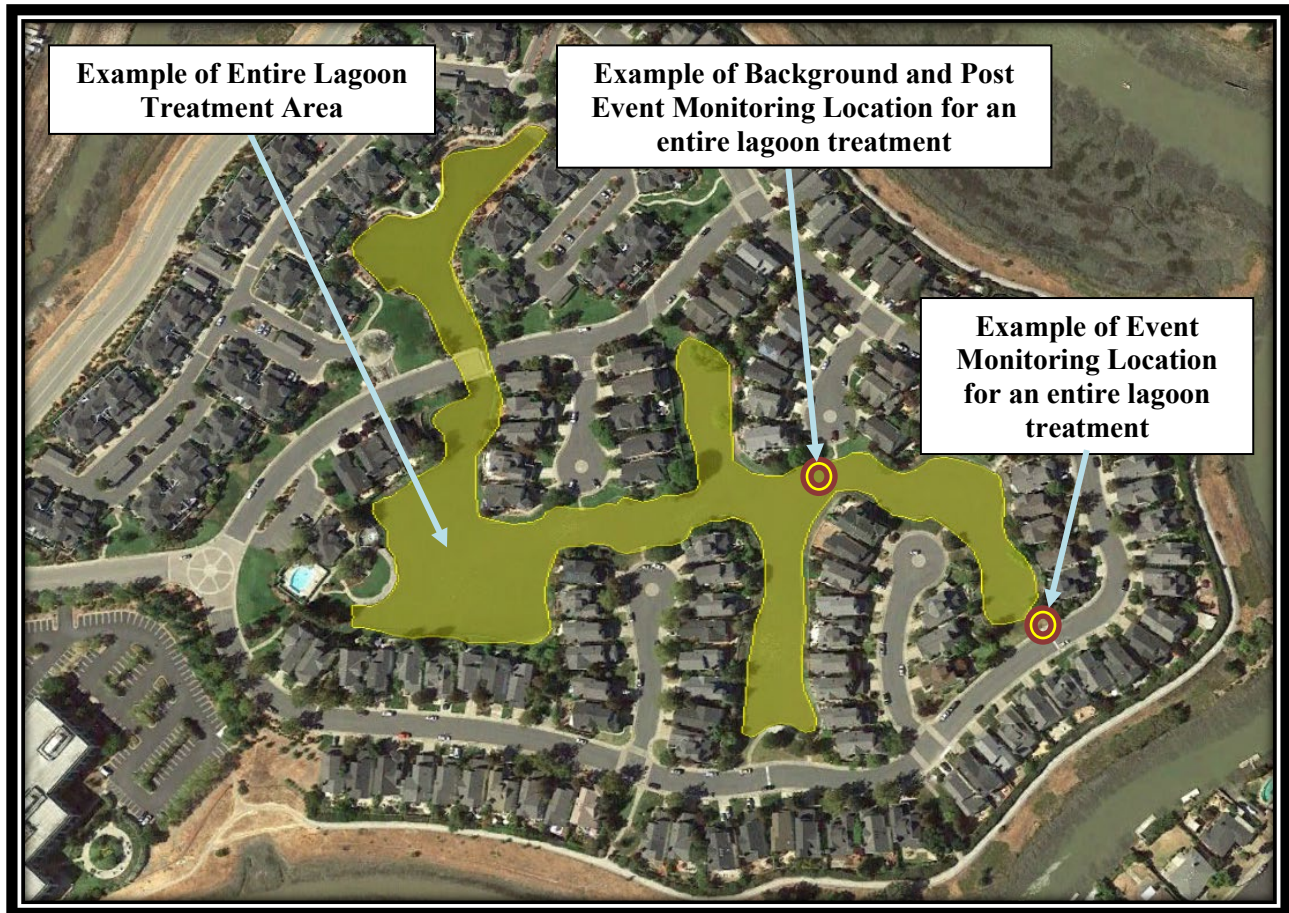 Example of Entire Lagoon
Treatment Area
Example of Background and Post
Event Monitoring Location for an
entire lagoon treatment
Example of Event
Monitoring Location
for an entire lagoon
treatment